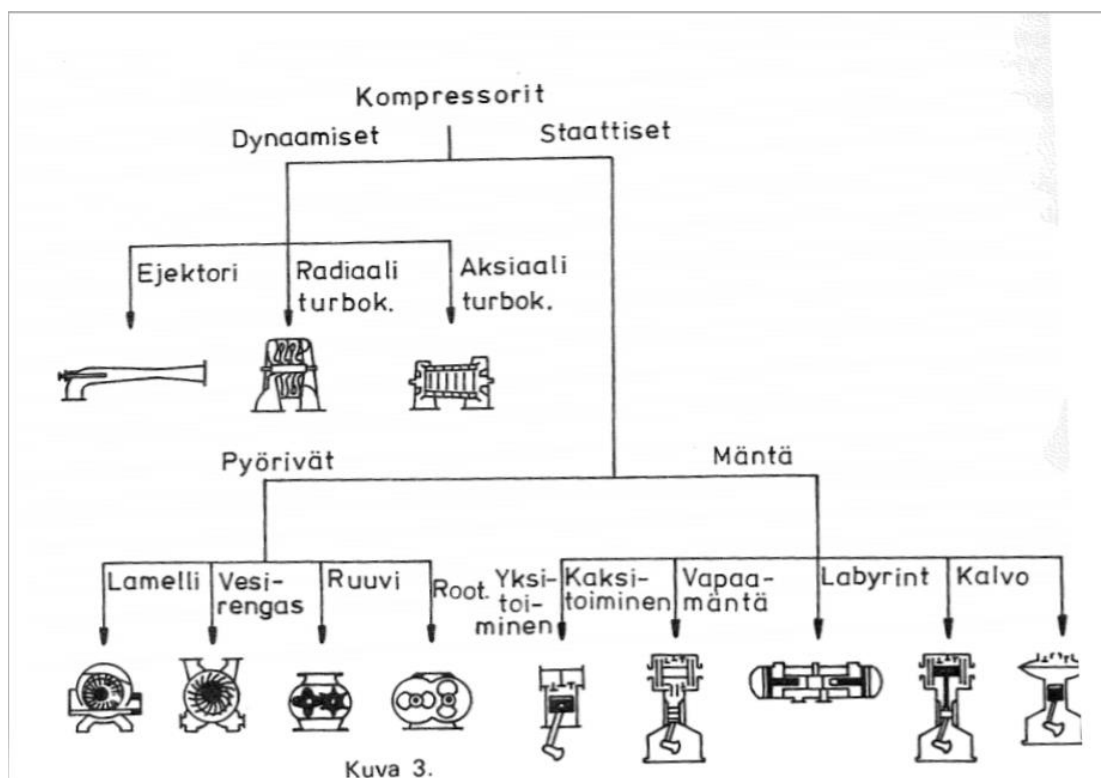 Kompressorit
Dynaamiset
Staattiset
Ejektori
Radiaali
turbok.
Aksiaali
turbok.
Pyörivät
Mäntä
Lamelli
Vesi-
rengas
Ruuvi
Root.
Yksi-
toi-
minen
Kaksi-
toiminen
Vapaa-
mäntä
Labyrint
Kalvo
Kuva 3.